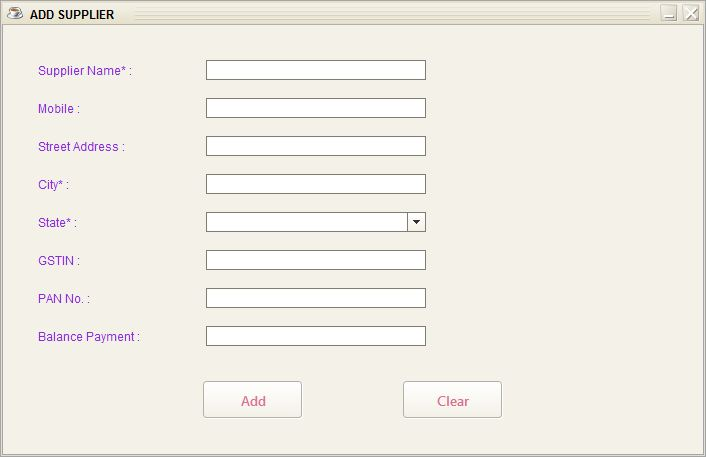 ADD SUPPLIER
Supplier Name* :
Mobile :
Street Address :
City* :
State* :
GSTIN :
PAN No. :
Balance Payment :
Add Clear